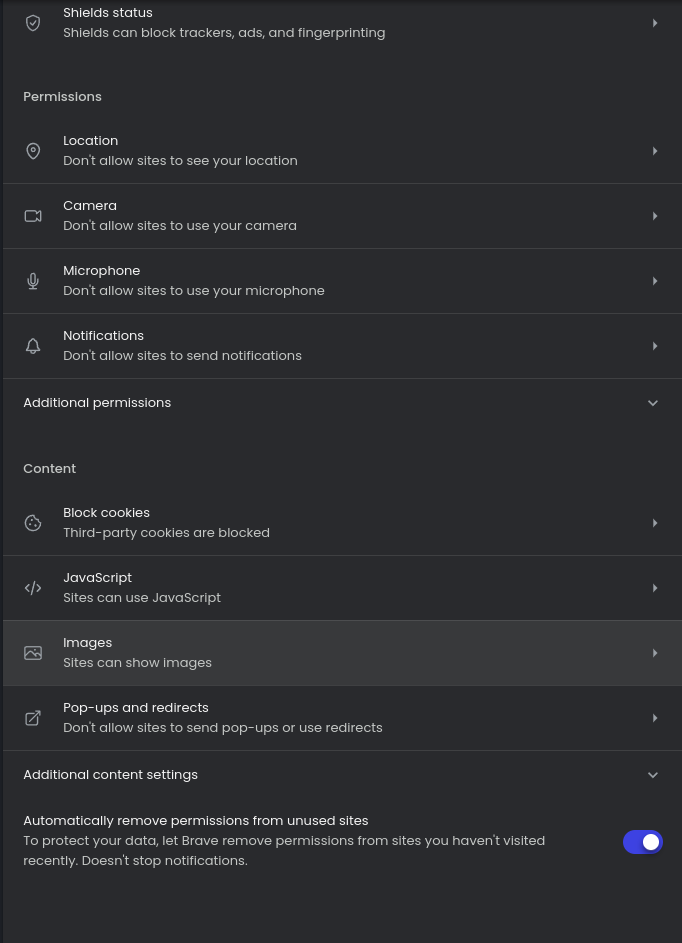 Shields status
Shields can block trackers, ads, and fingerprinting
Permissions
Location
Don't allow sites to see your location
Camera
Don't allow sites to use your camera
Microphone
Don't allow sites to use your microphone
Notifications
Don't allow sites to send notifications
Additional permissions
Content
Block cookies
Third-party cookies are blocked
JavaScript
Sites can use JavaScript
Images
Sites can show images
Pop-ups and redirects
Don't allow sites to send pop-ups or use redirects
Additional content settings
Automatically remove permissions from unused sites
To protect your data, let Brave remove permissions from sites you haven't visited
recently. Doesn't stop notifications.